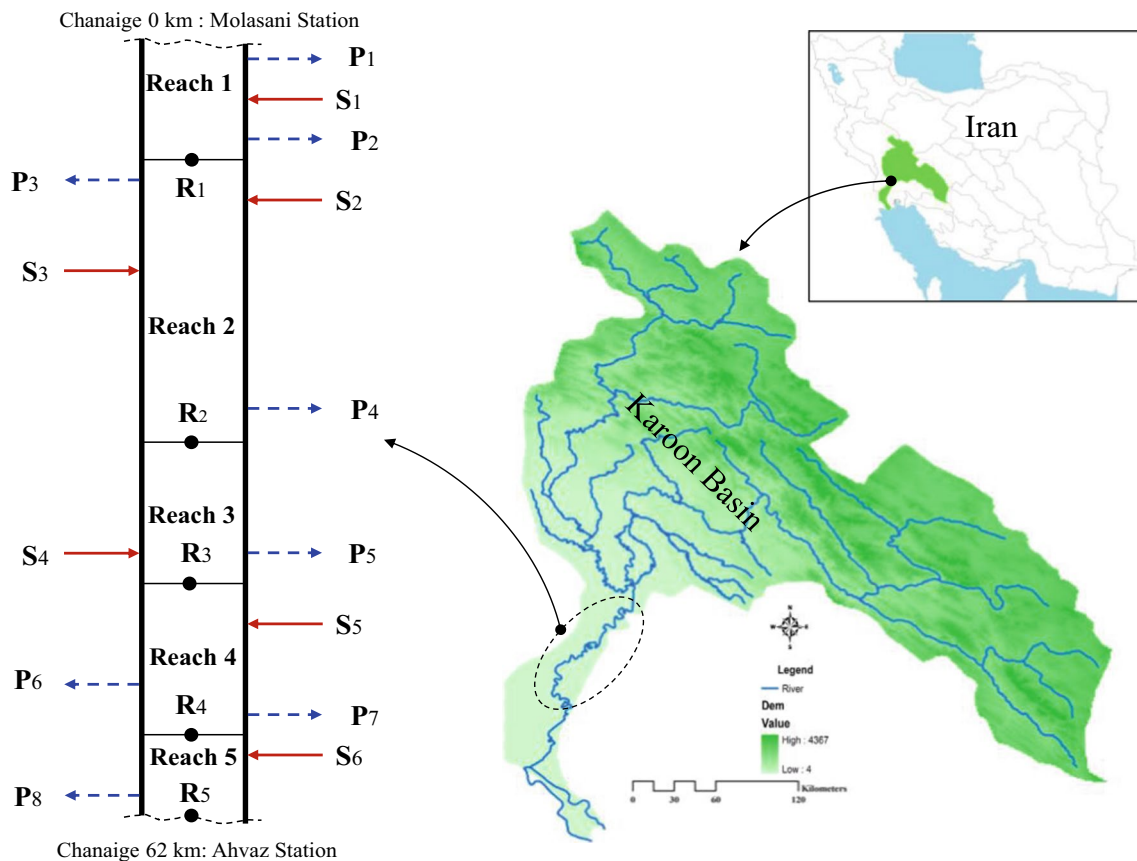 Chanaige 0 km : Molasani Station
P1
Reach 1
S1
P2
P3
R1
S2
S3
Reach 2
R2
P4
Reach 3
S4
R3
P5
S5
Reach 4
P6
R4
P7
Reach 5
S6
P8
R5
Chanaige 62 km: Ahvaz Station
Iran
Karoon Basin
N
W
E
S
Legend
River
Dem
Value
High : 4367
Low : 4
Kilometers
0 30 60 120